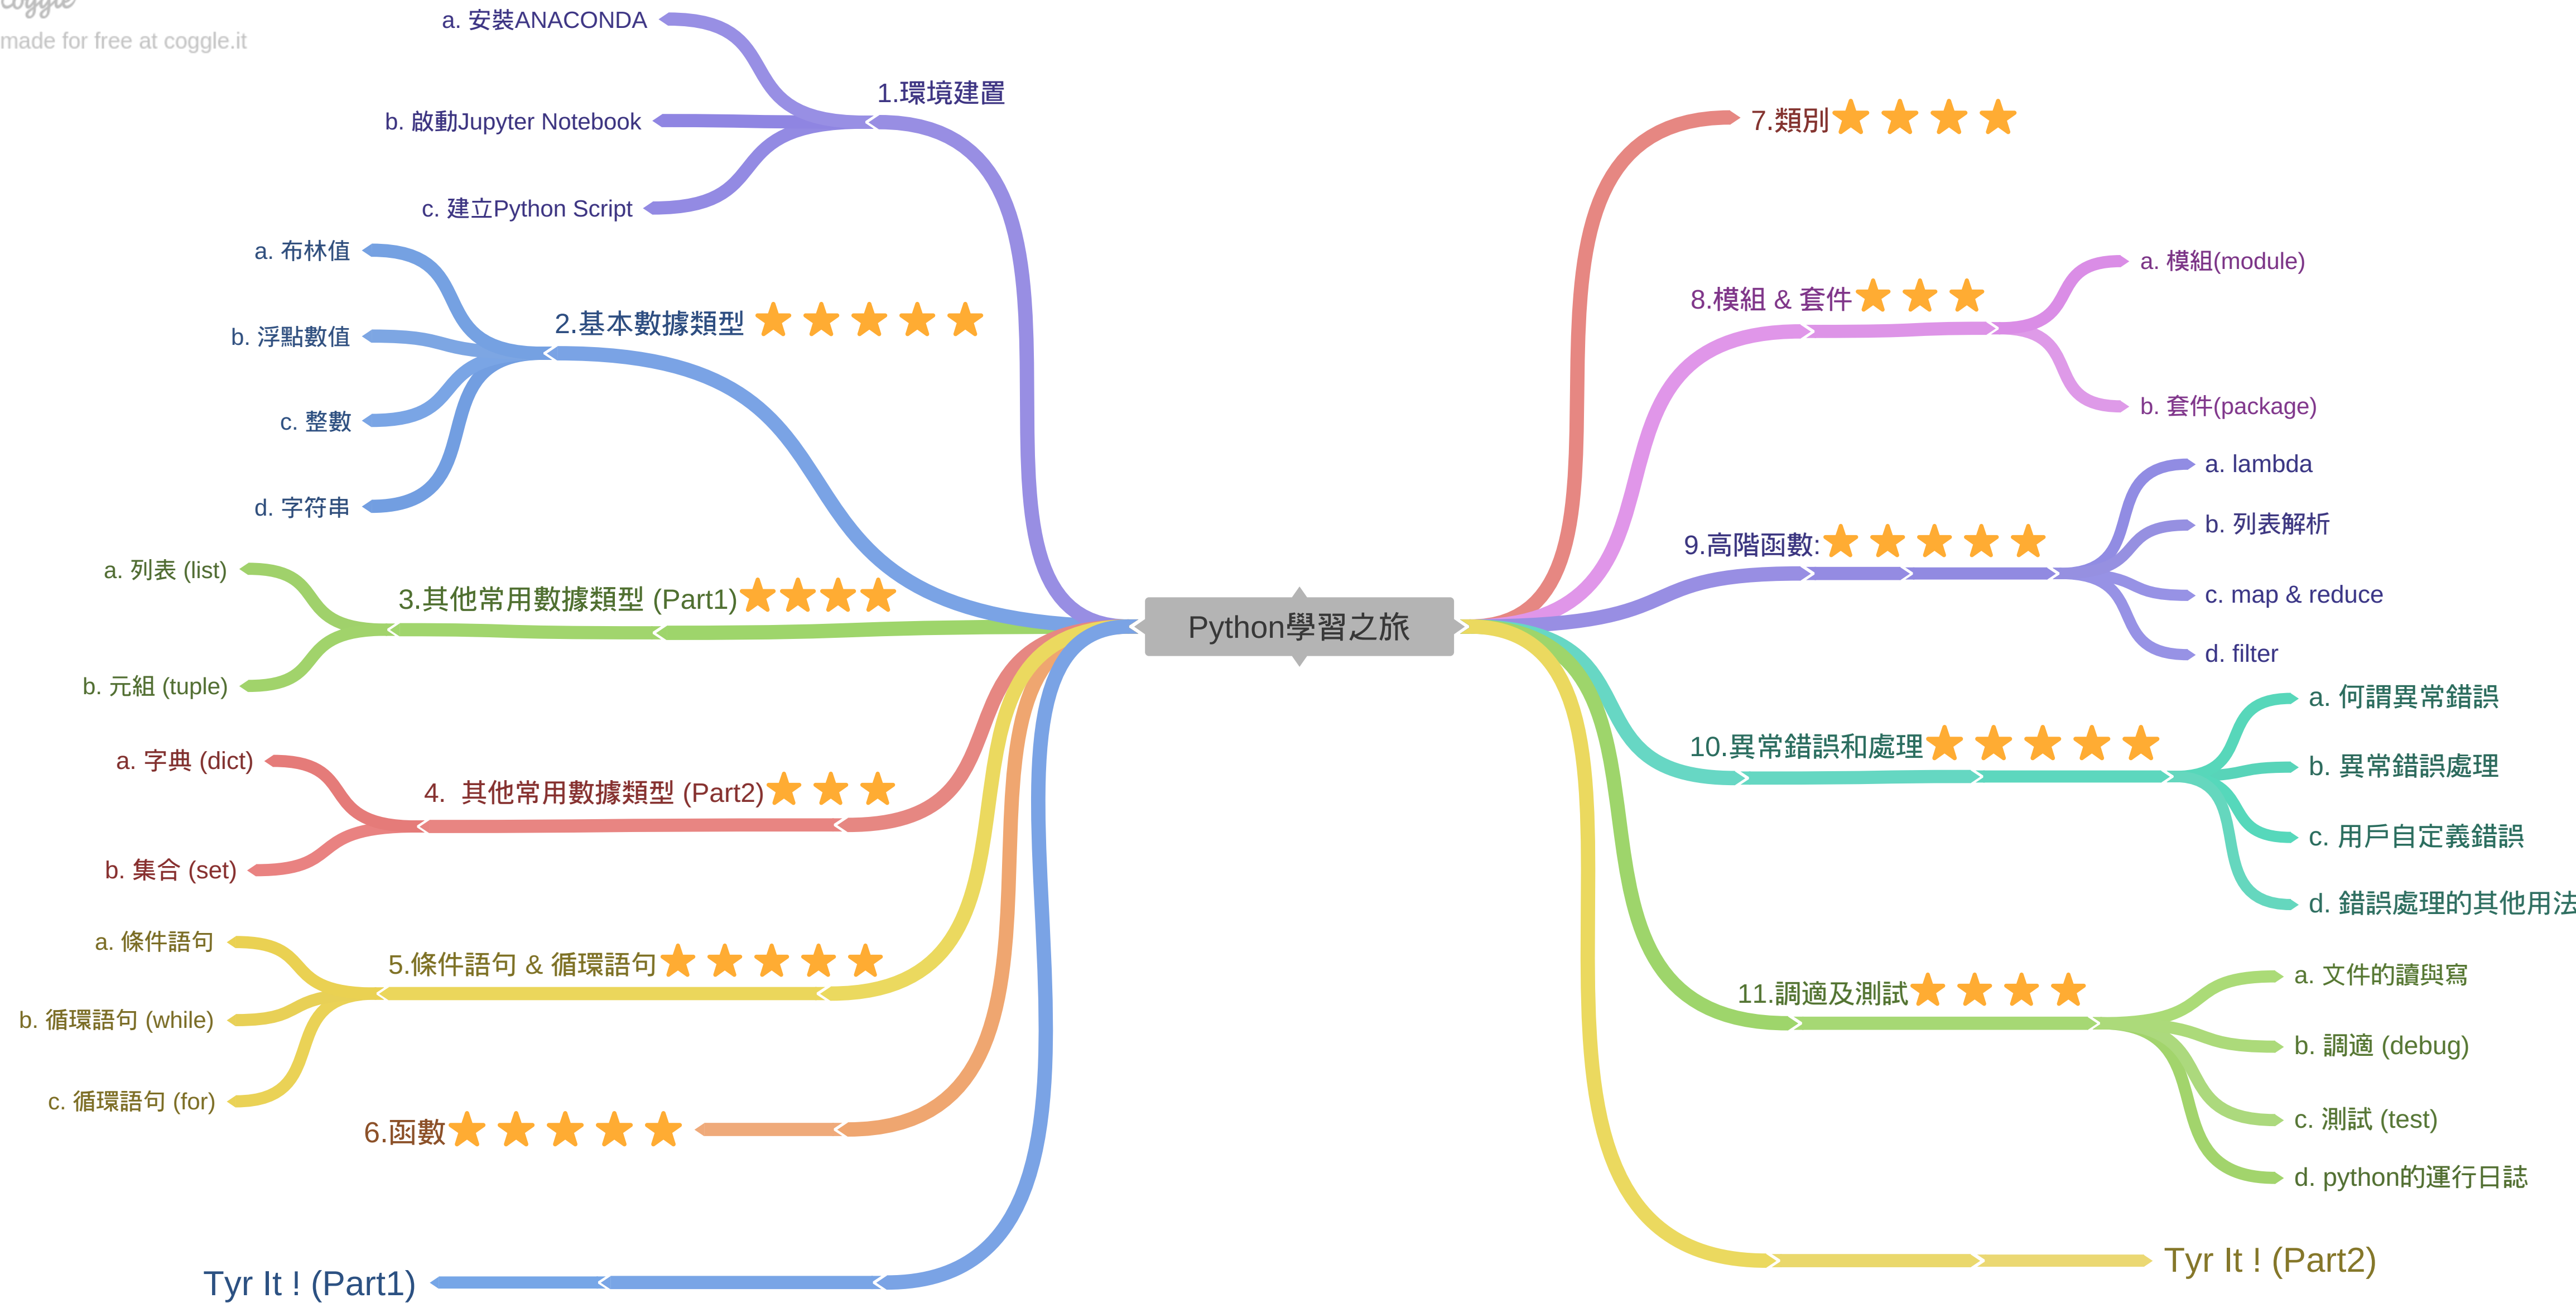 coggle
made for free at coggle.it
Python學習之旅
1.環境建置
a. 安裝ANACONDA
b. 啟動Jupyter Notebook
c. 建立Python Script
2.基本數據類型
a. 布林值
b. 浮點數值
c. 整數
d. 字符串
3.其他常用數據類型 (Part1)
a. 列表 (list)
b. 元組 (tuple)
4. 其他常用數據類型 (Part2)
a. 字典 (dict)
b. 集合 (set)
5.條件語句 & 循環語句
a. 條件語句
b. 循環語句 (while)
c. 循環語句 (for)
6.函數
Tyr It ! (Part1)
7.類別
8.模組 & 套件
a. 模組(module)
b. 套件(package)
9.高階函數:
a. lambda
b. 列表解析
c. map & reduce
d. filter
10.異常錯誤和處理
a. 何謂異常錯誤
b. 異常錯誤處理
c. 用戶自定義錯誤
d. 錯誤處理的其他用法
11.調適及測試
a. 文件的讀與寫
b. 調適 (debug)
c. 測試 (test)
d. python的運行日誌
Tyr It ! (Part2)